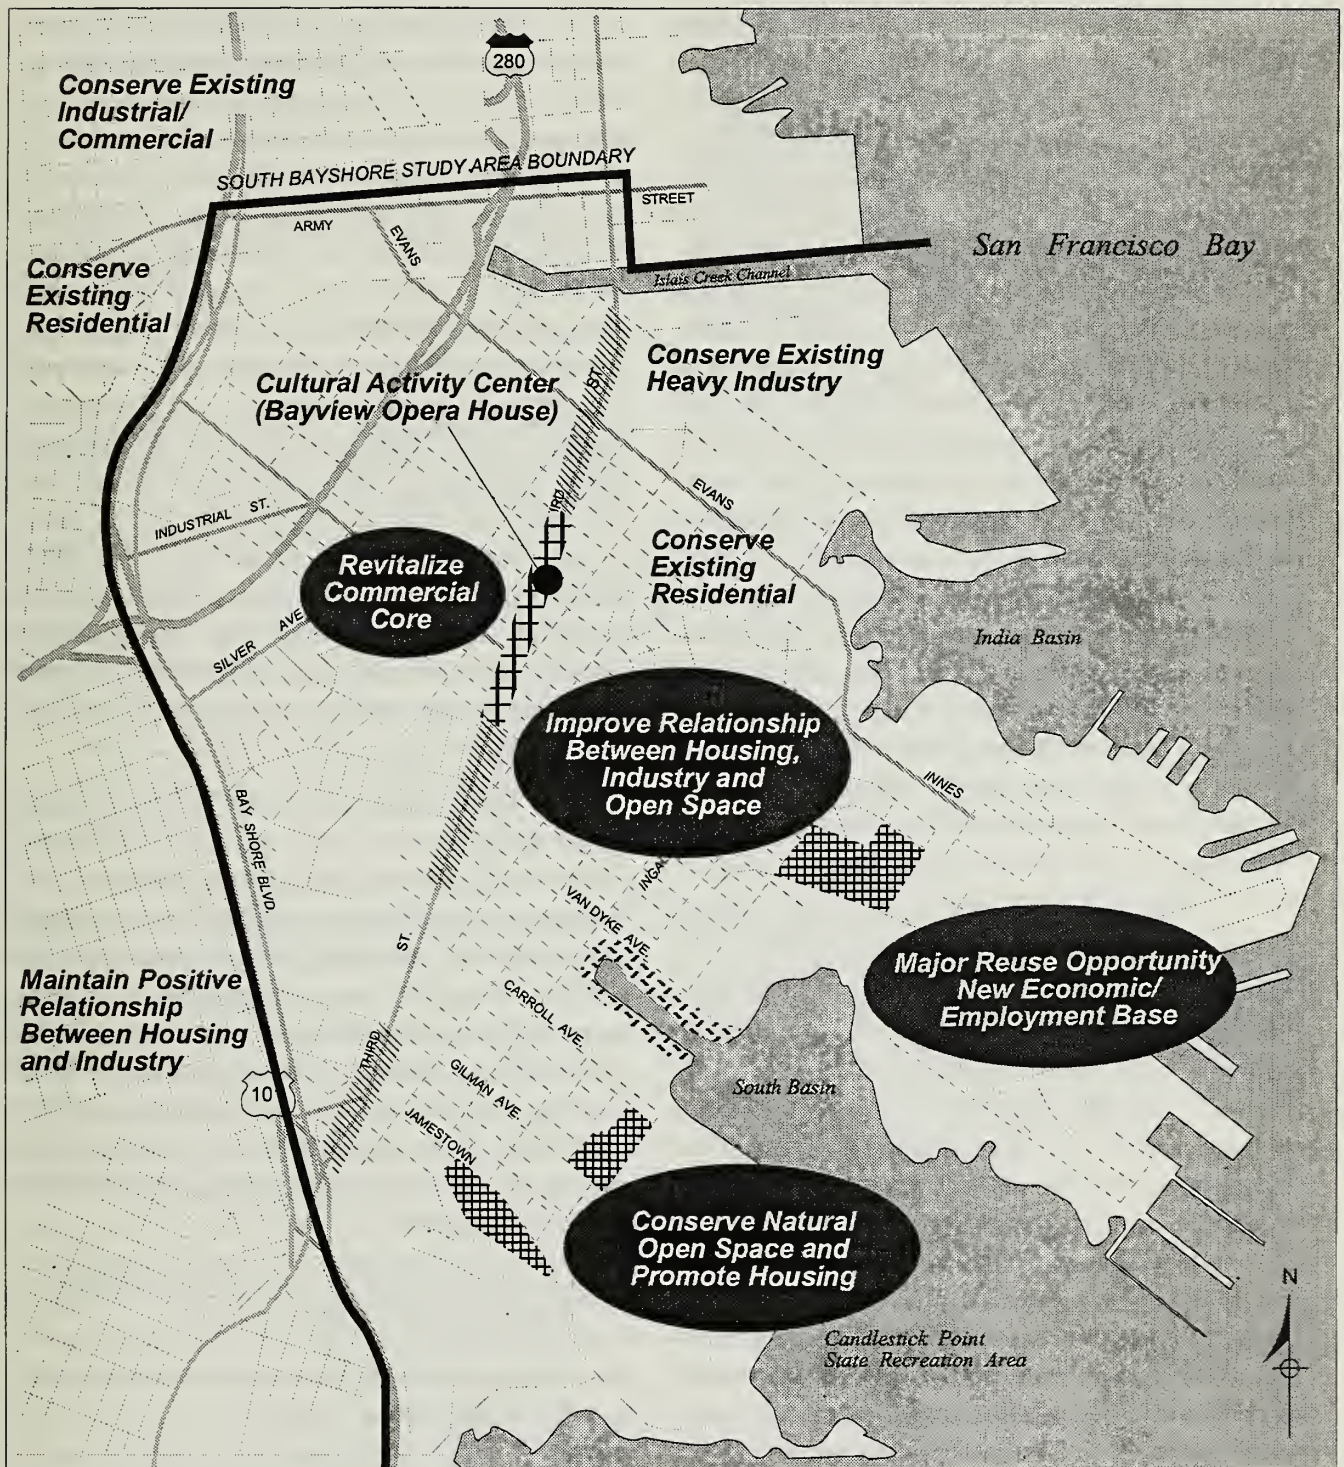 280
Conserve Existing
Industrial/
Commercial
SOUTH BAYSHORE STUDY AREA BOUNDARY
STREET
ARMY
EVANS
San Francisco Bay
Conserve
Existing
Residential
Islais Creek Channel
Conserve Existing
Heavy Industry
ST.
Cultural Activity Center
(Bayview Opera House)
EVANS
IRD
INDUSTRIAL ST.
Conserve
Existing
Residential
Revitalize
Commercial
Core
India Basin
SILVER AVE
Improve Relationship
Between Housing,
Industry and
Open Space
INNES
BAY SHORE BLVD.
VAN DYKE AVE.
ST.
Major Reuse Opportunity
New Economic/
Employment Base
Maintain Positive
Relationship
Between Housing
and Industry
CARROLL AVE.
THIRD
GILMAN AVE.
South Basin
10
JAMESTOWN
Conserve Natural
Open Space and
Promote Housing
N
Candlestick Point
State Recreation Area